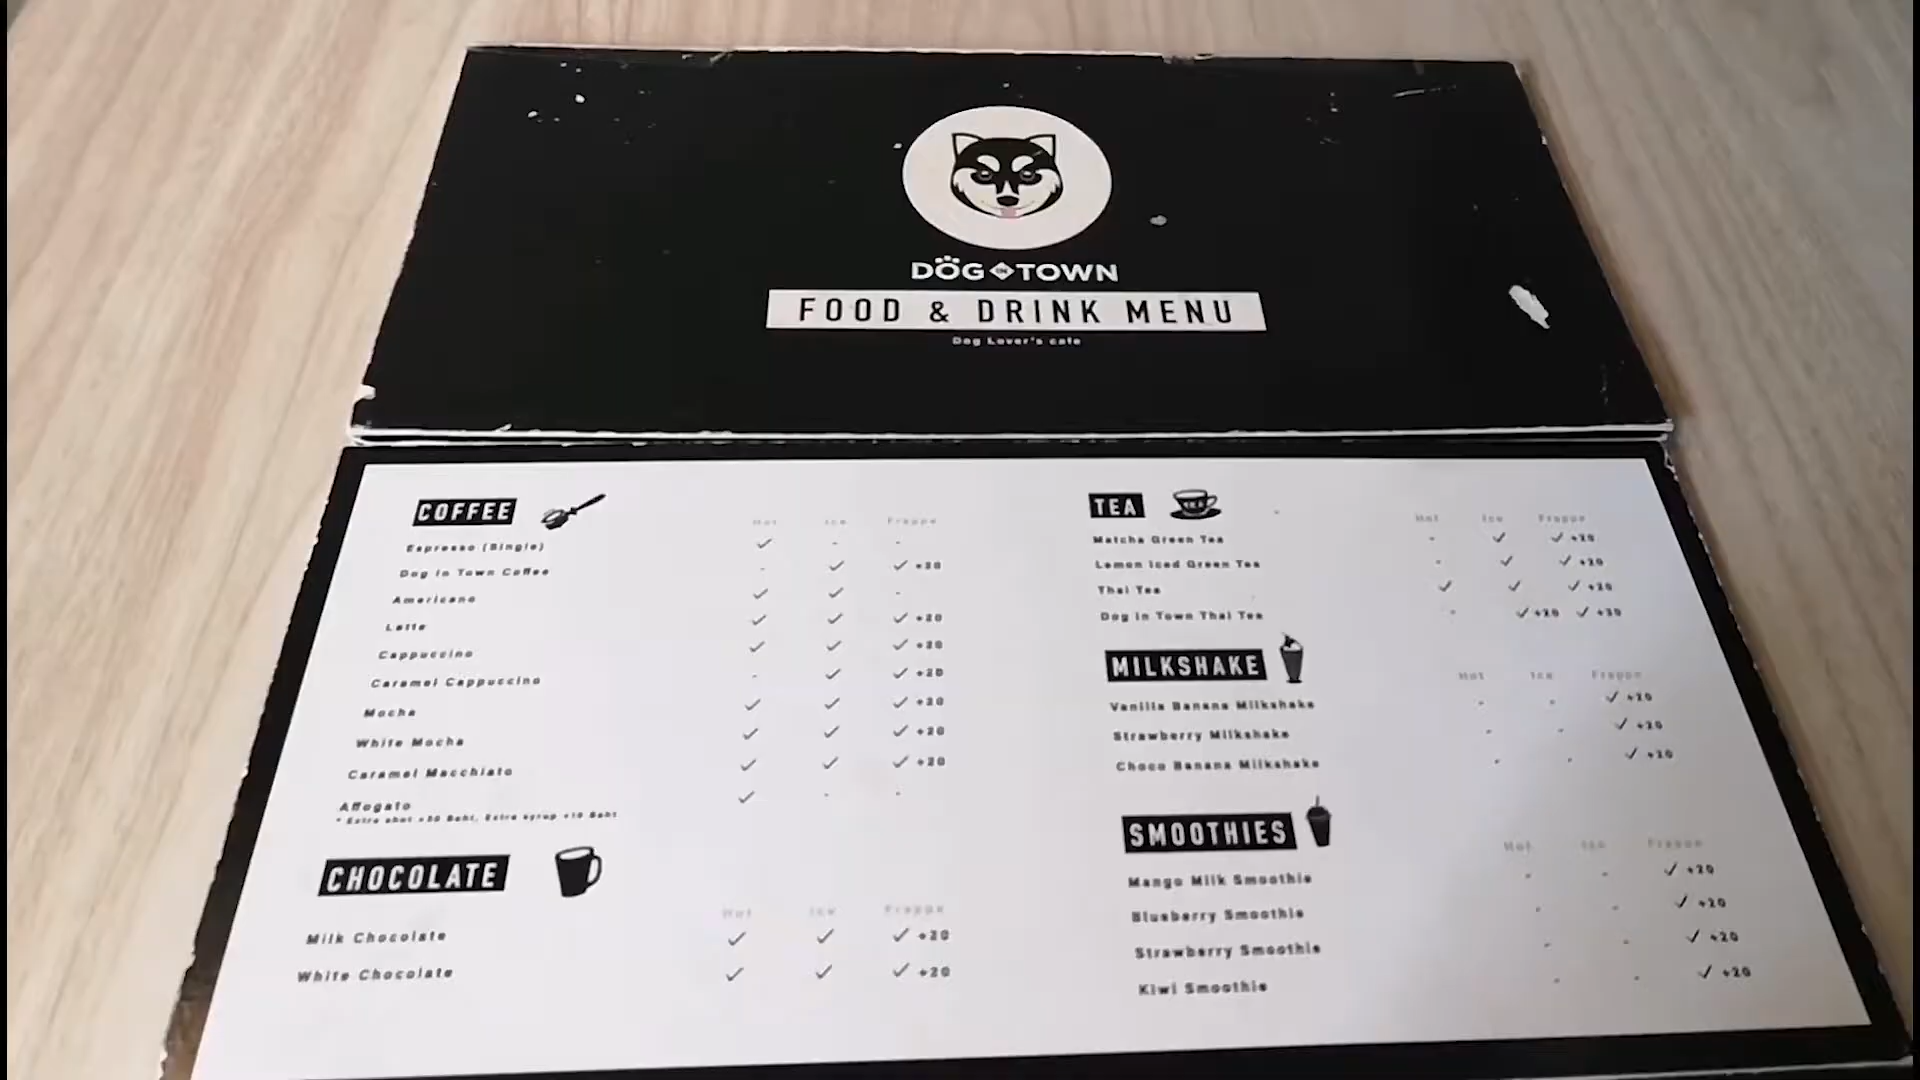 DOG IN TOWN
FOOD & DRINK MENU
Dog Lover's cafe
COFFEE
Hot Ice Frappe
Espresso (Single) ✓ - -
Dog In Town Coffee - ✓ ✓ +20
Americano ✓ ✓ -
Latte ✓ ✓ ✓ +20
Cappuccino ✓ ✓ ✓ +20
Caramel Cappuccino - ✓ ✓ +20
Mocha ✓ ✓ ✓ +20
White Mocha ✓ ✓ ✓ +20
Caramel Macchiato ✓ ✓ ✓ +20
Affogato ✓ - -
* Extra shot +30 Baht, Extra syrup +10 Baht
CHOCOLATE
Hot Ice Frappe
Milk Chocolate ✓ ✓ ✓ +20
White Chocolate ✓ ✓ ✓ +20
TEA
TEA
Hot Ice Frappe
Matcha Green Tea - ✓ ✓ +20
Lemon Iced Green Tea - ✓ ✓ +20
Thai Tea ✓ ✓ ✓ +20
Dog In Town Thai Tea - ✓ +20 ✓ +30
MILKSHAKE
Hot Ice Frappe
Vanilla Banana Milkshake - - ✓ +20
Strawberry Milkshake - - ✓ +20
Choco Banana Milkshake - - ✓ +20
SMOOTHIES
Hot Ice Frappe
Mango Milk Smoothie - - ✓ +20
Blueberry Smoothie - - ✓ +20
Strawberry Smoothie - - ✓ +20
Kiwi Smoothie - - ✓ +20